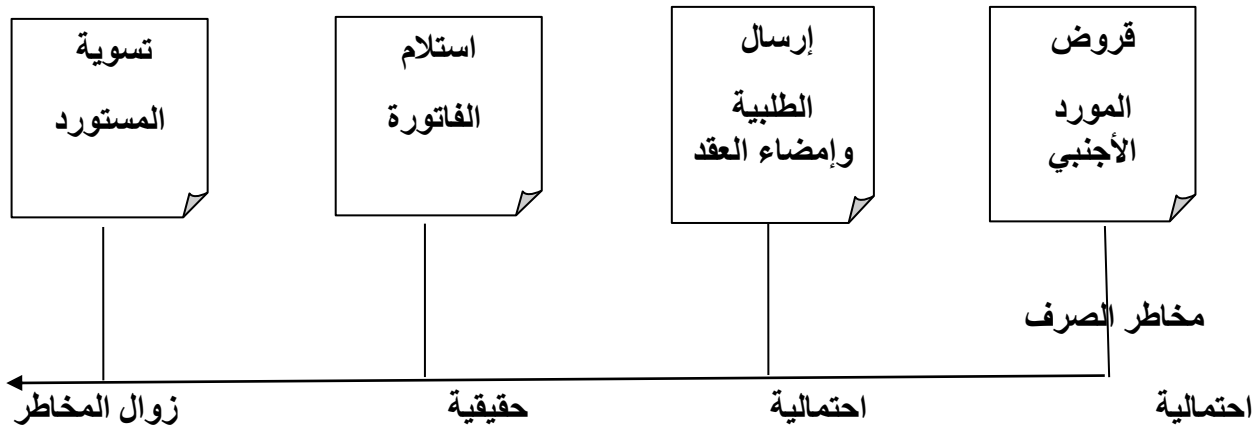 قروض
المورد
الأجنبي
إرسال
الطلبية
وإمضاء العقد
استلام
الفاتورة
تسوية
المستورد
مخاطر الصرف
احتمالية
احتمالية
حقيقية
زوال المخاطر